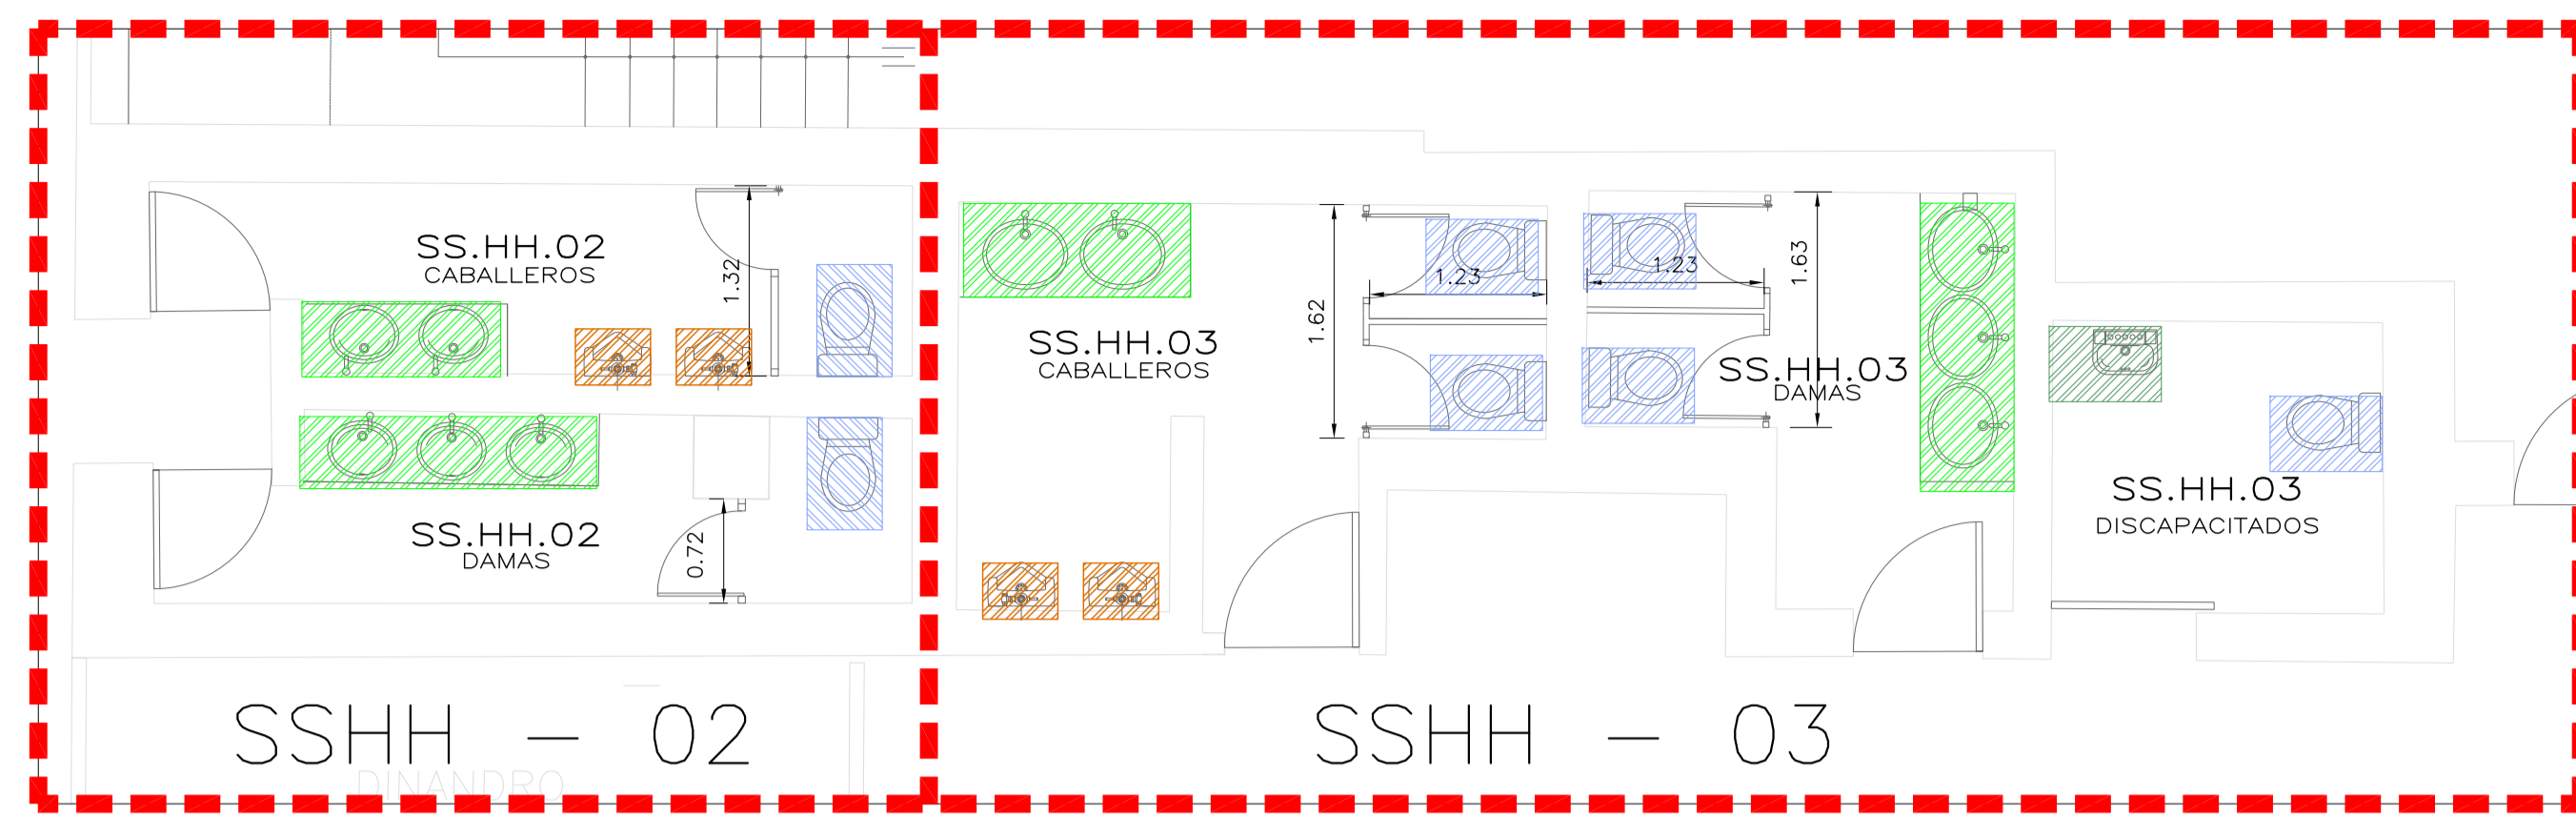 SS.HH.02
CABALLEROS
1.32
SS.HH.02
DAMAS
0.72
SSHH - 02
DINANDRO
SS.HH.03
CABALLEROS
1.62
1.23
1.23
1.63
SS.HH.03
DAMAS
SS.HH.03
DISCAPACITADOS
SSHH - 03